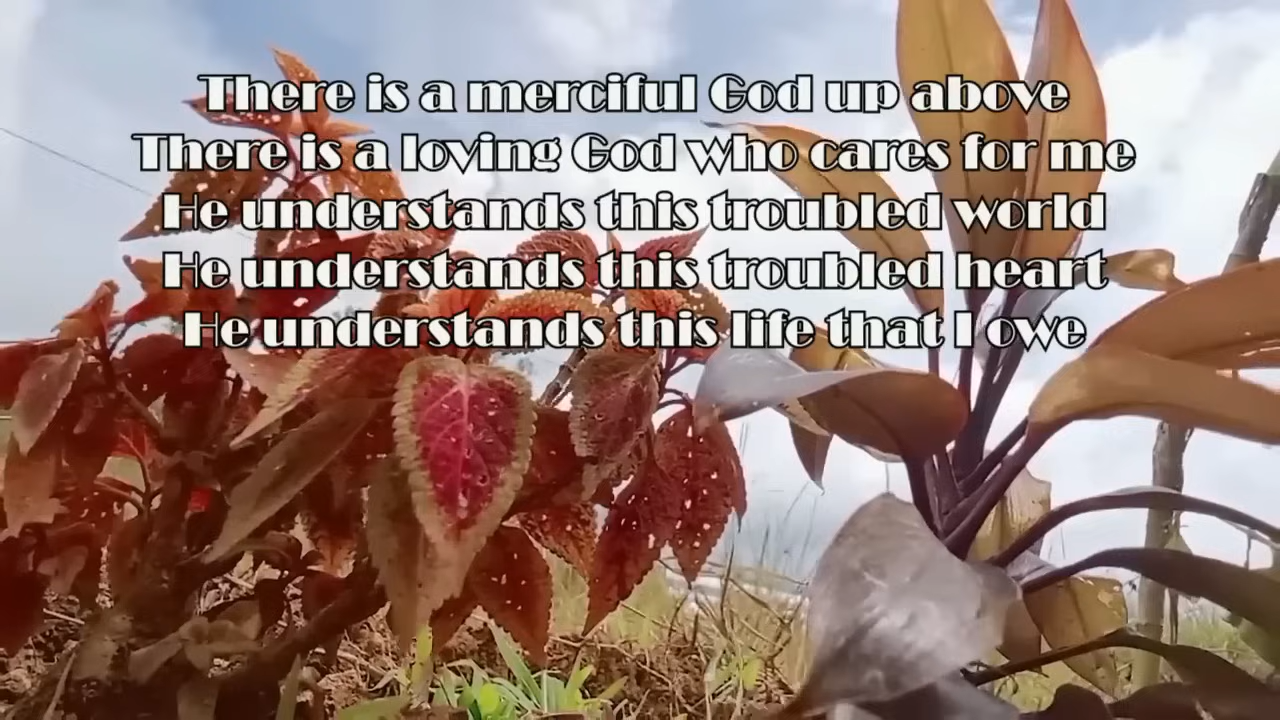 There is a merciful God up above
There is a loving God who cares for me
He understands this troubled world
He understands this troubled heart
He understands this life that I owe